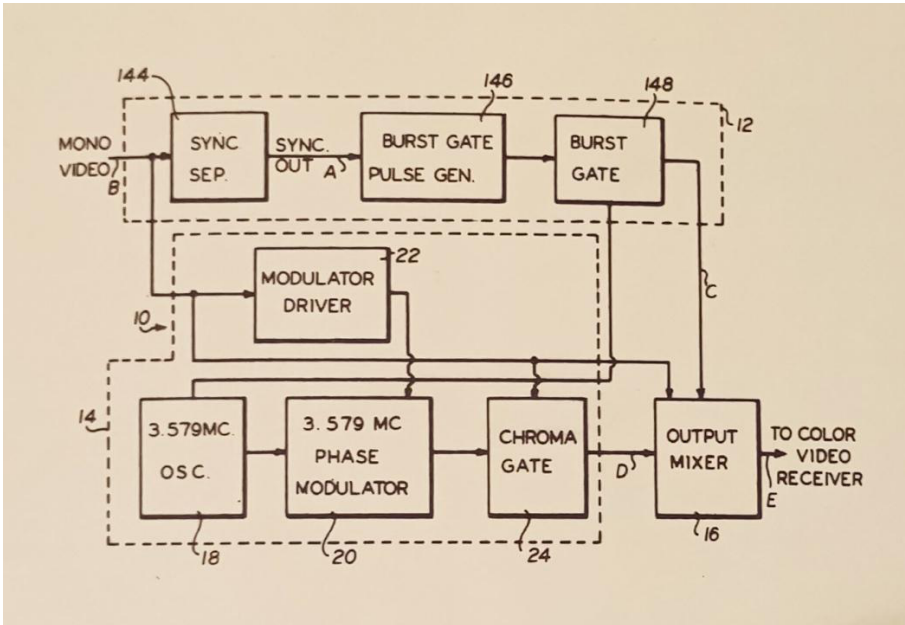 144
146
148
12
MONO
VIDEO
B
SYNC.
SEP.
SYNC.
OUT
A
BURST GATE
PULSE GEN.
BURST
GATE
22
MODULATOR
DRIVER
C
10
14
3.579MC.
OSC.
3.579 MC
PHASE
MODULATOR
CHROMA
GATE
D
OUTPUT
MIXER
TO COLOR
VIDEO
RECEIVER
E
18
20
24
16